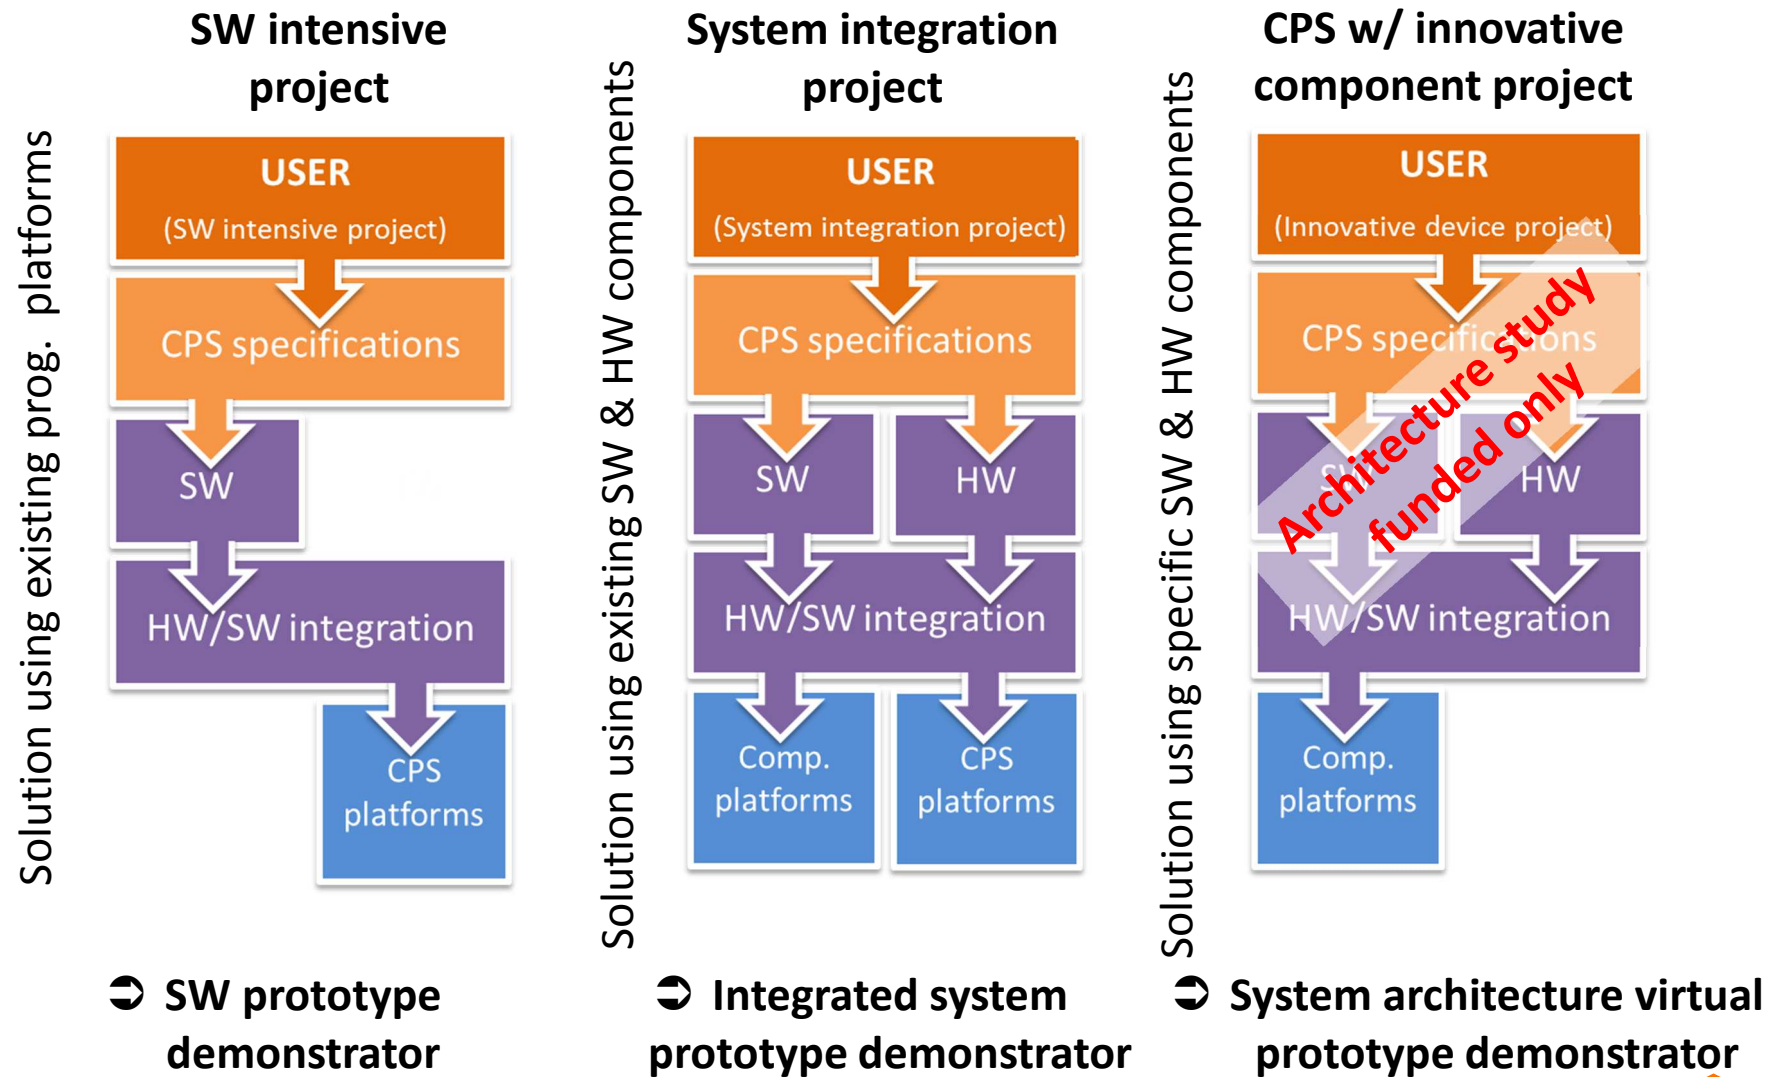 SW intensive
project
Solution using existing prog. platforms
USER
(SW intensive project)
CPS specifications
SW
HW/SW integration
CPS
platforms
➲ SW prototype
demonstrator
System integration
project
Solution using existing SW & HW components
USER
(System integration project)
CPS specifications
SW
HW
HW/SW integration
Comp.
platforms
CPS
platforms
➲ Integrated system
prototype demonstrator
CPS w/ innovative
component project
Solution using specific SW & HW components
USER
(Innovative device project)
CPS specifications
Architecture study
funded only
SW
HW
HW/SW integration
Comp.
platforms
➲ System architecture virtual
prototype demonstrator